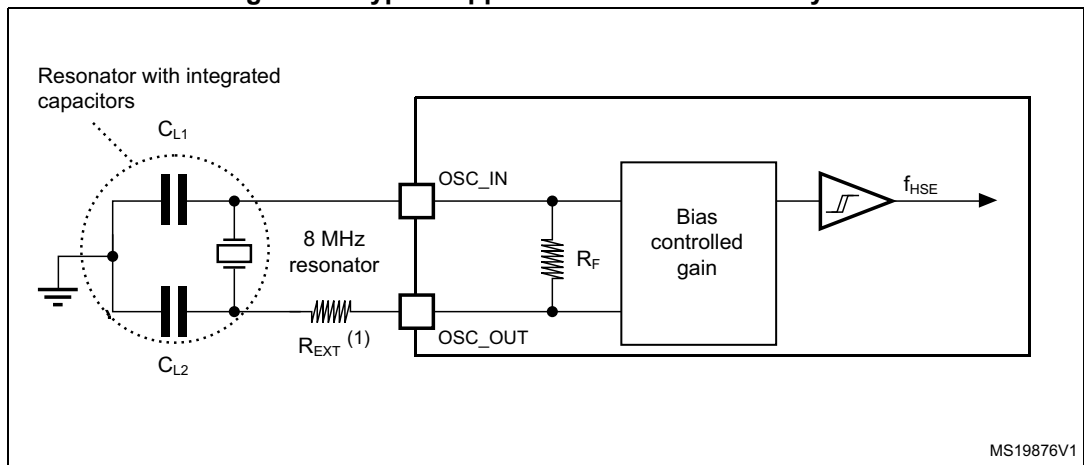 Resonator with integrated
capacitors
CL1
OSC_IN
fHSE
8 MHz
resonator
RF
Bias
controlled
gain
REXT (1)
OSC_OUT
CL2
MS19876V1